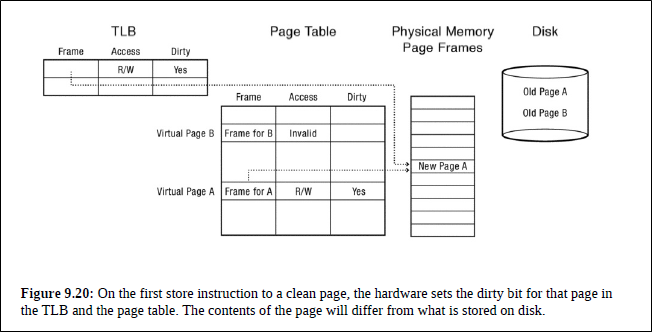 TLB
Page Table
Physical Memory
Page Frames
Disk
Frame Access Dirty
R/W Yes
Frame Access Dirty
Old Page A
Old Page B
Virtual Page B Frame for B Invalid
New Page A
Virtual Page A Frame for A R/W Yes
Figure 9.20: On the first store instruction to a clean page, the hardware sets the dirty bit for that page in
the TLB and the page table. The contents of the page will differ from what is stored on disk.